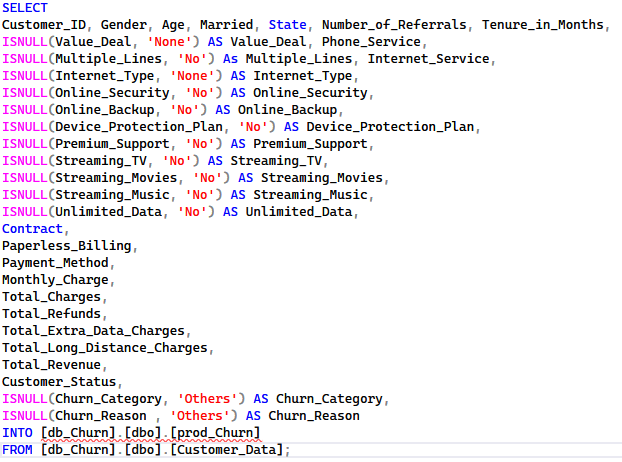 SELECT
Customer_ID, Gender, Age, Married, State, Number_of_Referrals, Tenure_in_Months,
ISNULL(Value_Deal, 'None') AS Value_Deal, Phone_Service,
ISNULL(Multiple_Lines, 'No') As Multiple_Lines, Internet_Service,
ISNULL(Internet_Type, 'None') AS Internet_Type,
ISNULL(Online_Security, 'No') AS Online_Security,
ISNULL(Online_Backup, 'No') AS Online_Backup,
ISNULL(Device_Protection_Plan, 'No') AS Device_Protection_Plan,
ISNULL(Premium_Support, 'No') AS Premium_Support,
ISNULL(Streaming_TV, 'No') AS Streaming_TV,
ISNULL(Streaming_Movies, 'No') AS Streaming_Movies,
ISNULL(Streaming_Music, 'No') AS Streaming_Music,
ISNULL(Unlimited_Data, 'No') AS Unlimited_Data,
Contract,
Paperless_Billing,
Payment_Method,
Monthly_Charge,
Total_Charges,
Total_Refunds,
Total_Extra_Data_Charges,
Total_Long_Distance_Charges,
Total_Revenue,
Customer_Status,
ISNULL(Churn_Category, 'Others') AS Churn_Category,
ISNULL(Churn_Reason , 'Others') AS Churn_Reason
INTO [db_Churn].[dbo].[prod_Churn]
FROM [db_Churn].[dbo].[Customer_Data];